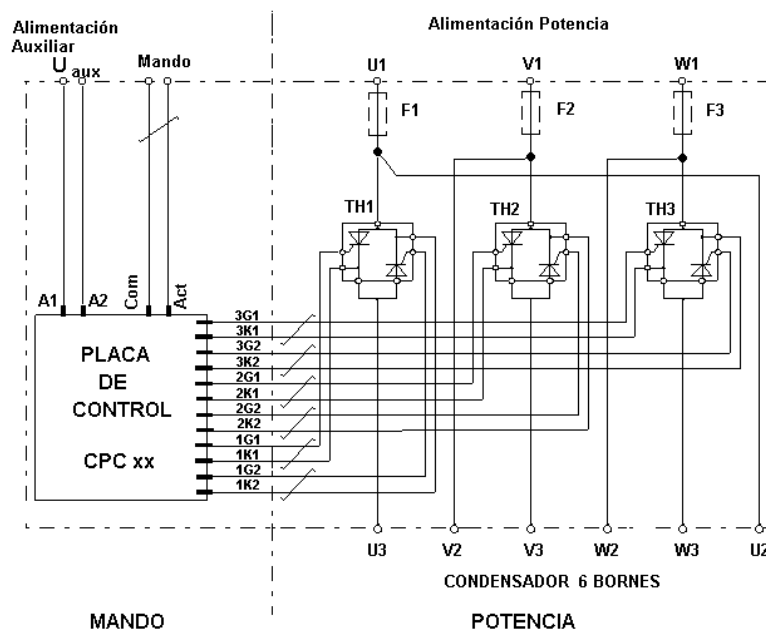 Alimentación
Auxiliar
Alimentación Potencia
U aux
Mando
U1
V1
W1
F1
F2
F3
TH1
TH2
TH3
A1
A2
Com
Act
PLACA
DE
CONTROL
CPC xx
3G1
3K1
3G2
3K2
2G1
2K1
2G2
2K2
1G1
1K1
1G2
1K2
U3
V2
V3
W2
W3
U2
CONDENSADOR 6 BORNES
MANDO
POTENCIA